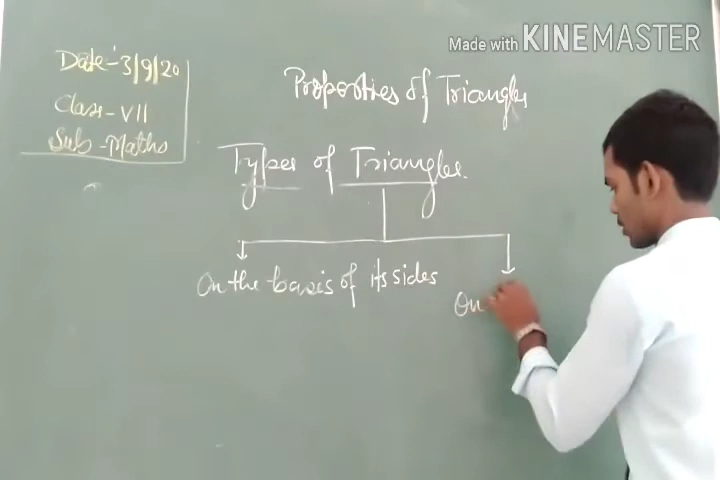 Made with KINEMASTER
Date:- 3/9/20
Class - VII
Sub - Maths
Properties of Triangles
Types of Triangles.
On the basis of its sides
On